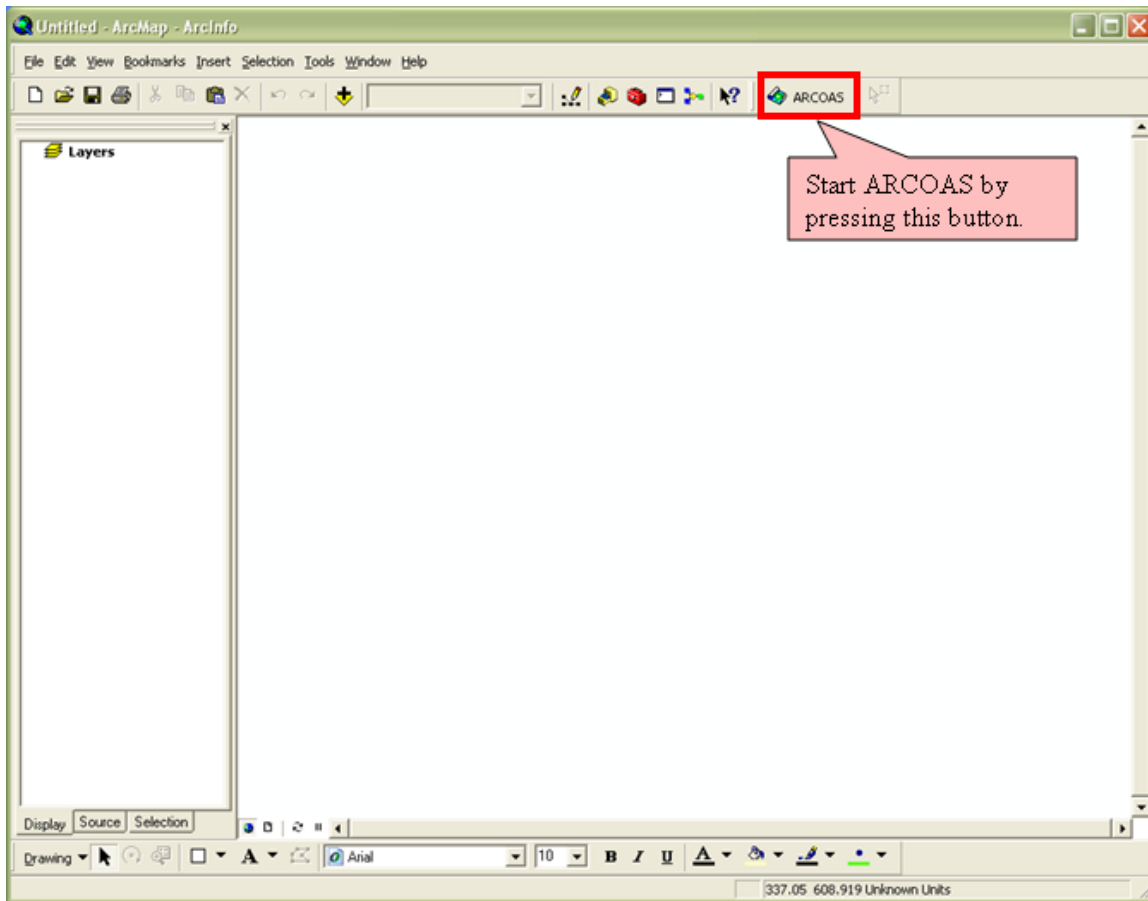 Untitled - ArcMap - ArcInfo
File Edit View Bookmarks Insert Selection Tools Window Help
ARCOAS
Layers
Start ARCOAS by
pressing this button.
Display Source Selection
Drawing A Arial 10 B I U A
337.05 608.919 Unknown Units